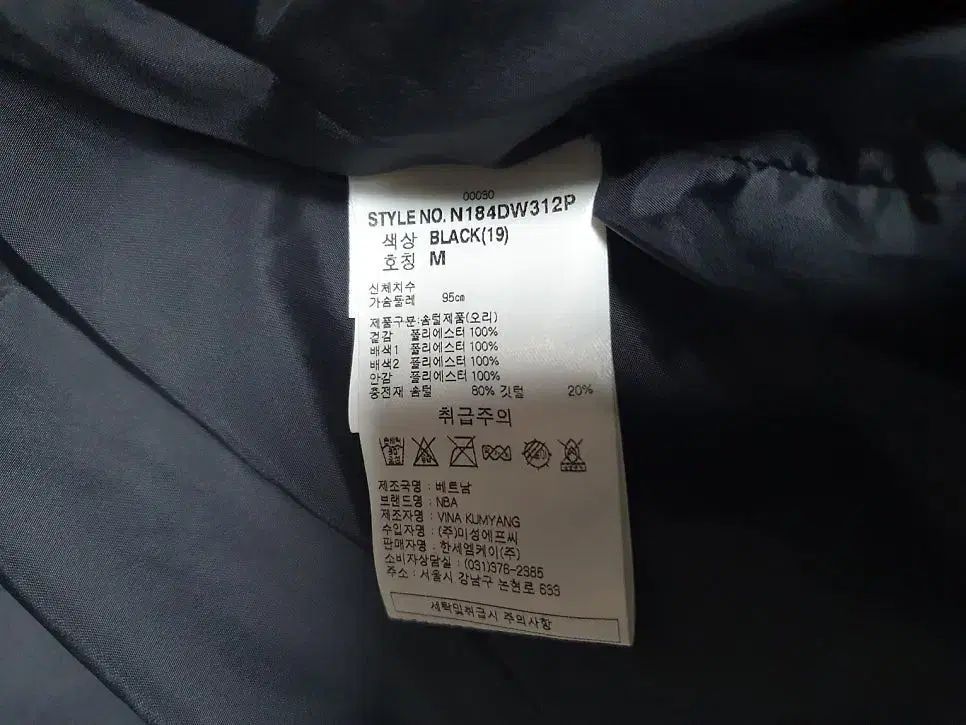 00030
STYLE NO. N184DW312P
색상 BLACK(19)
호칭 M
신체치수
가슴둘레 95㎝
제품구분:솜털제품(오리)
겉감 폴리에스터 100%
배색1 폴리에스터 100%
배색2 폴리에스터 100%
안감 폴리에스터 100%
충전재 솜털 80% 깃털 20%
취급주의
제조국명 : 베트남
브랜드명 : NBA
제조자명 : VINA KUMYANG
수입자명 : (주)미성에프씨
판매자명 : 한세엠케이(주)
소비자상담실 : (031)376-2385
주소 : 서울시 강남구 논현로 633
세탁및취급시 주의사항